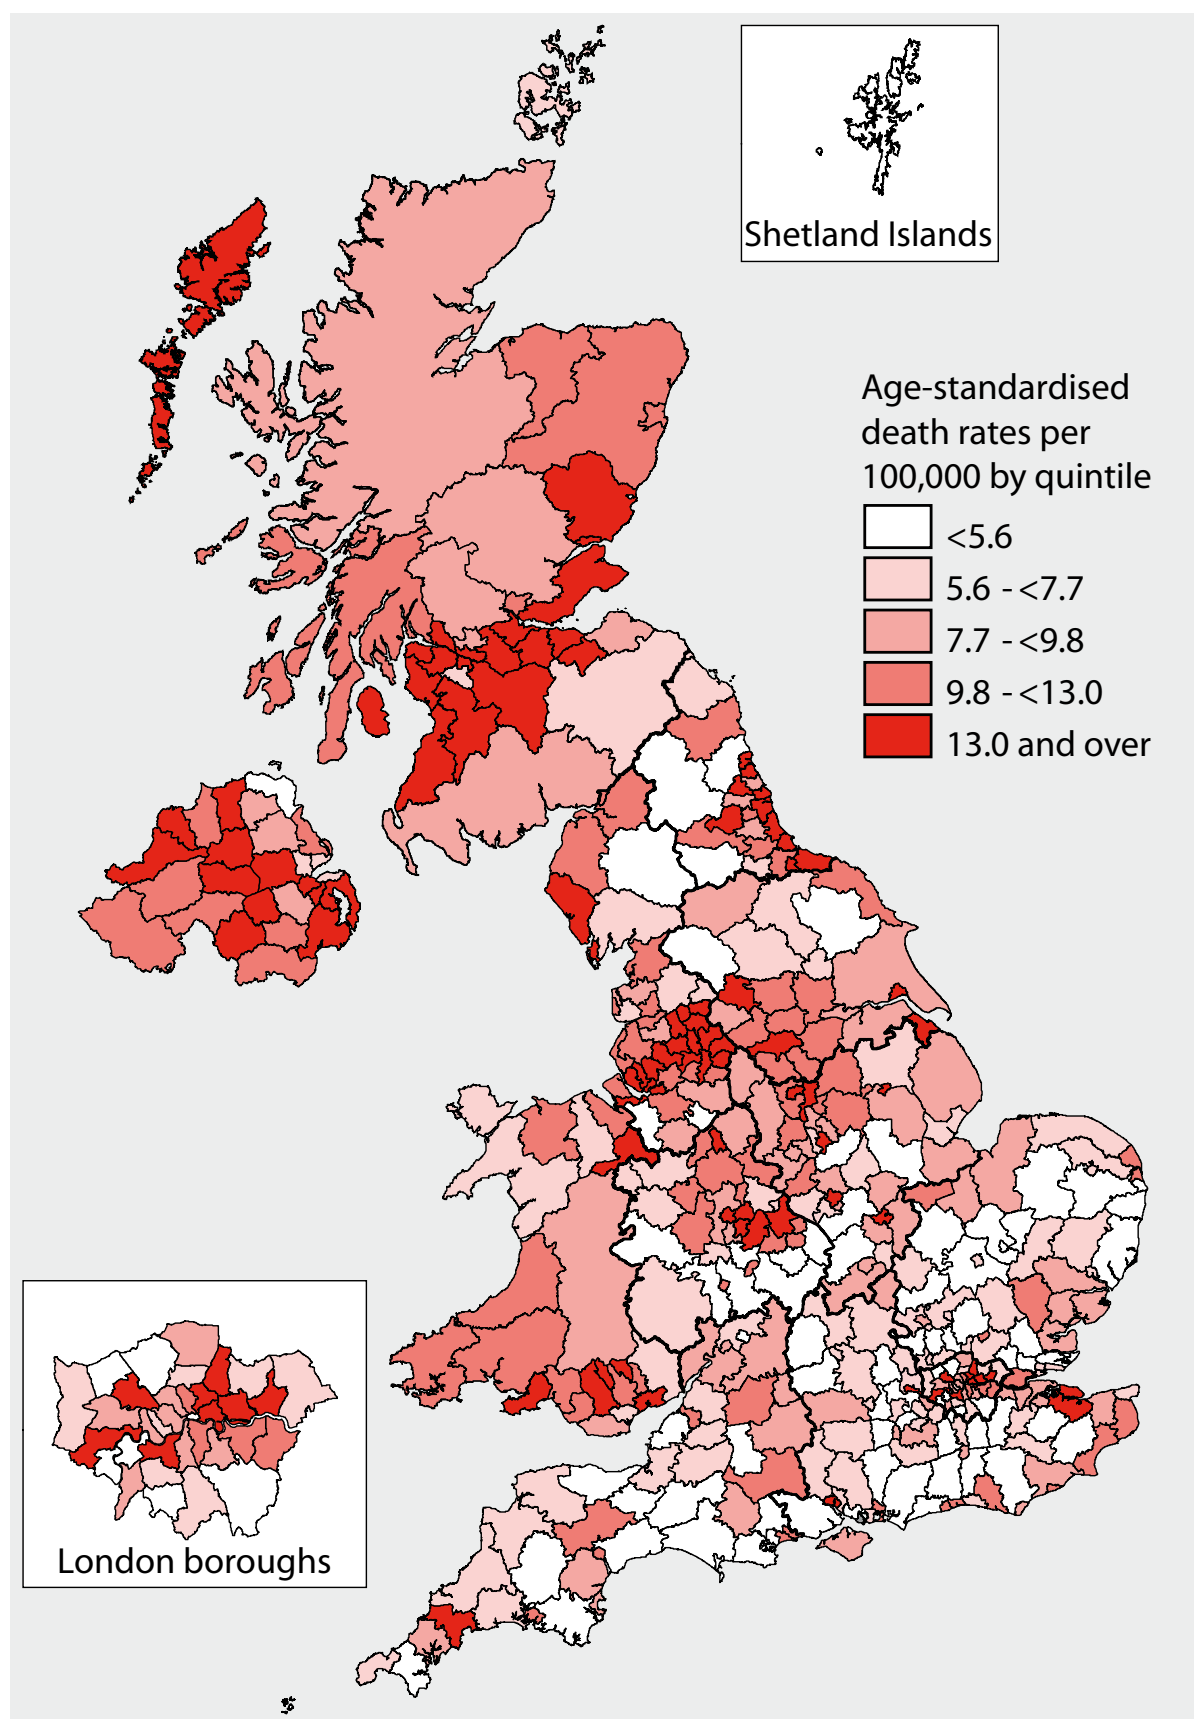 Shetland Islands
Age-standardised
death rates per
100,000 by quintile
<5.6
5.6 - <7.7
7.7 - <9.8
9.8 - <13.0
13.0 and over
London boroughs